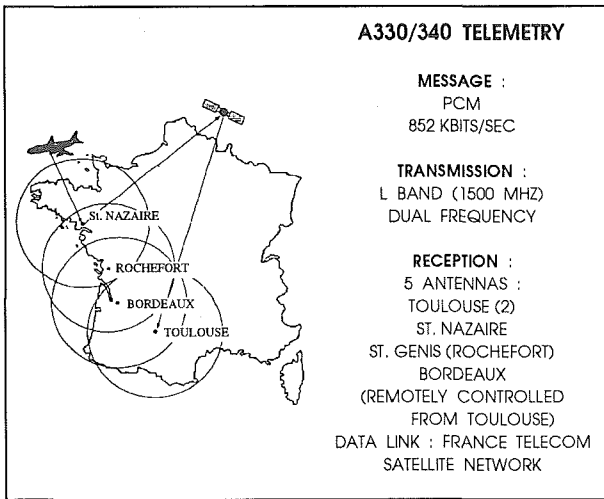 A330/340 TELEMETRY
MESSAGE :
PCM
852 KBITS/SEC
TRANSMISSION :
L BAND (1500 MHZ)
DUAL FREQUENCY
RECEPTION :
5 ANTENNAS :
TOULOUSE (2)
ST. NAZAIRE
ST. GENIS (ROCHEFORT)
BORDEAUX
(REMOTELY CONTROLLED
FROM TOULOUSE)
DATA LINK : FRANCE TELECOM
SATELLITE NETWORK
St. NAZAIRE
ROCHEFORT
BORDEAUX
TOULOUSE